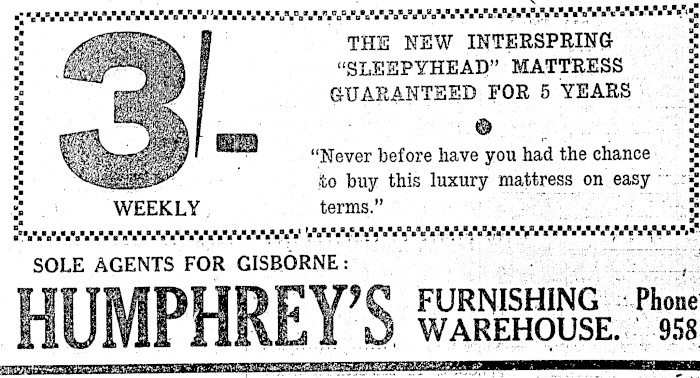 3/-
WEEKLY
THE NEW INTERSPRING
"SLEEPYHEAD" MATTRESS
GUARANTEED FOR 5 YEARS
"Never before have you had the chance
to buy this luxury mattress on easy
terms."
SOLE AGENTS FOR GISBORNE:
HUMPHREY'S
FURNISHING
WAREHOUSE.
Phone
958